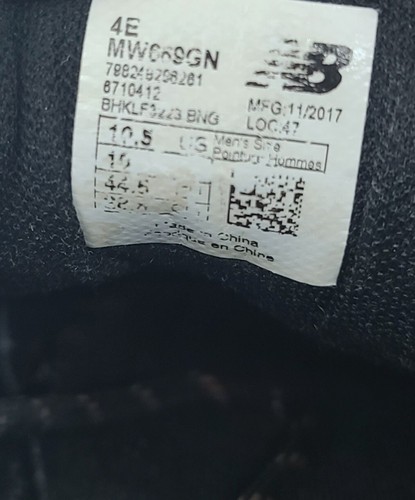 4E
MW669GN
6710412
MFG:11/2017
LOC.47
10.5 US Men's Size
Pointure Hommes
10
44.5
Made in China
Fabriqué en Chine